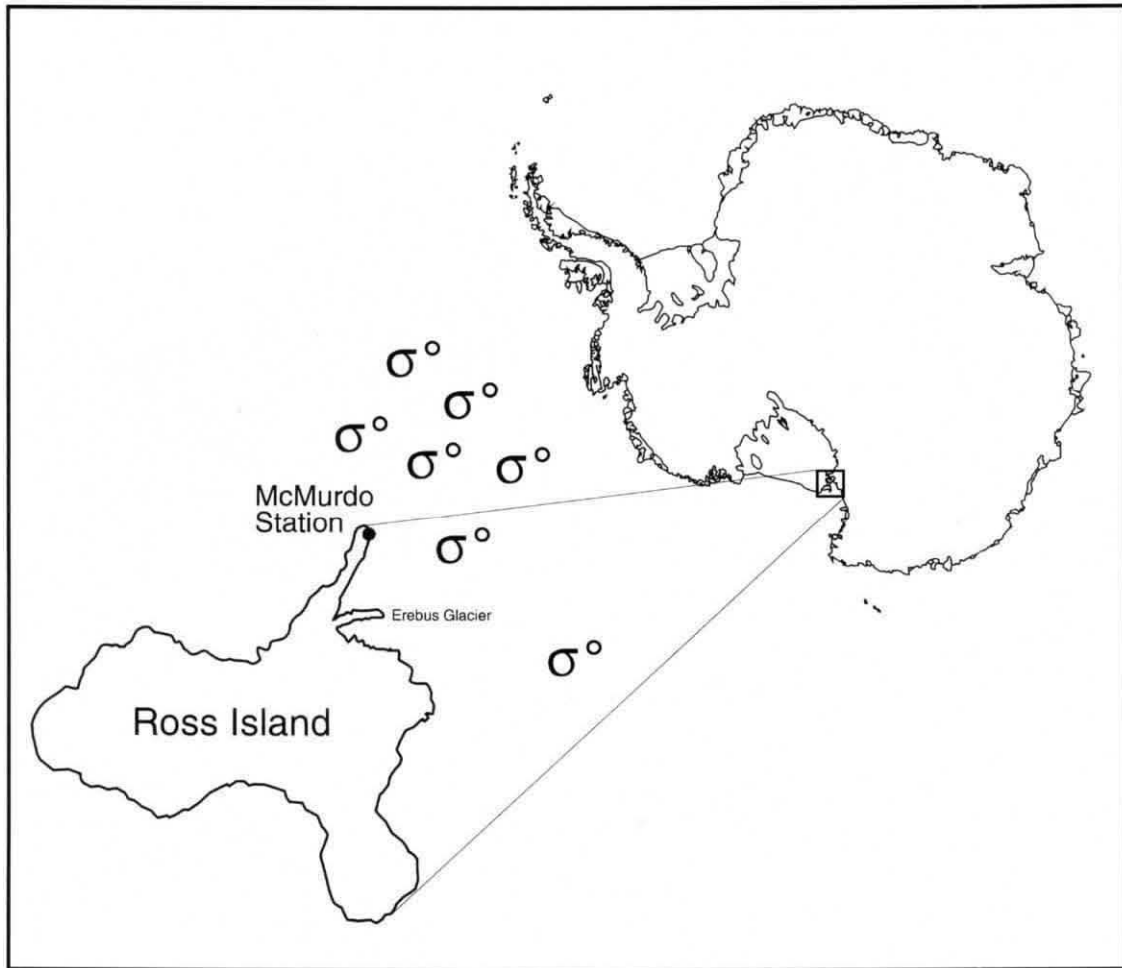 σ°
σ°
σ°
σ°
σ°
McMurdo
Station
σ°
Erebus Glacier
σ°
Ross Island